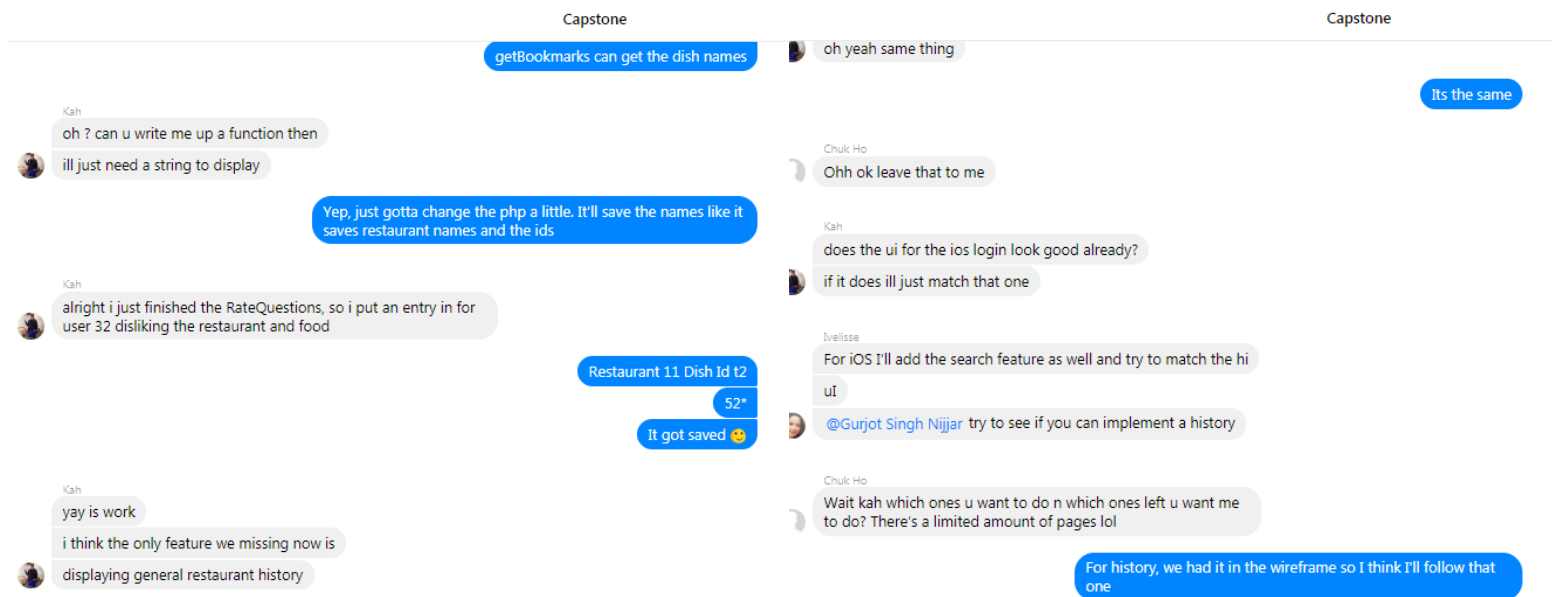 Capstone
getBookmarks can get the dish names
Kah
oh ? can u write me up a function then
ill just need a string to display
Yep, just gotta change the php a little. It'll save the names like it
saves restaurant names and the ids
Kah
alright i just finished the RateQuestions, so i put an entry in for
user 32 disliking the restaurant and food
Restaurant 11 Dish Id t2
52*
It got saved 🙂
Kah
yay is work
i think the only feature we missing now is
displaying general restaurant history
Capstone
oh yeah same thing
Its the same
Chuk Ho
Ohh ok leave that to me
Kah
does the ui for the ios login look good already?
if it does ill just match that one
Ivelisse
For iOS I'll add the search feature as well and try to match the hi
uI
@Gurjot Singh Nijjar try to see if you can implement a history
Chuk Ho
Wait kah which ones u want to do n which ones left u want me
to do? There's a limited amount of pages lol
For history, we had it in the wireframe so I think I'll follow that
one